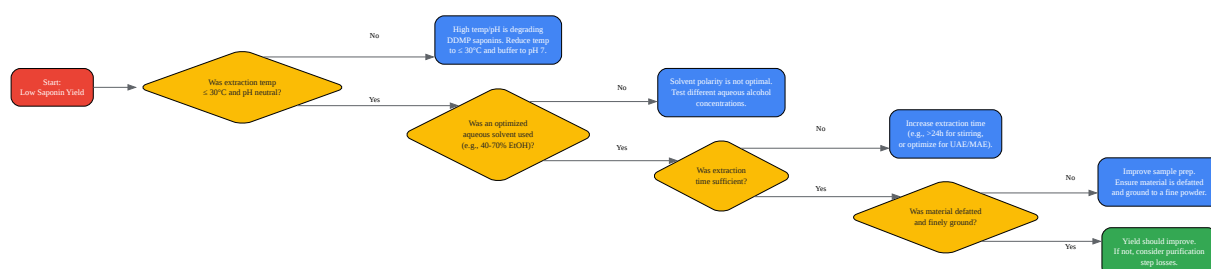 Start:
Low Saponin Yield
Was extraction temp
≤ 30°C and pH neutral?
No
High temp/pH is degrading
DDMP saponins. Reduce temp
to ≤ 30°C and buffer to pH 7.
Yes
Was an optimized
aqueous solvent used
(e.g., 40-70% EtOH)?
No
Solvent polarity is not optimal.
Test different aqueous alcohol
concentrations.
Yes
Was extraction
time sufficient?
No
Increase extraction time
(e.g., >24h for stirring,
or optimize for UAE/MAE).
Yes
Was material defatted
and finely ground?
No
Improve sample prep.
Ensure material is defatted
and ground to a fine powder.
Yes
Yield should improve.
If not, consider purification
step losses.